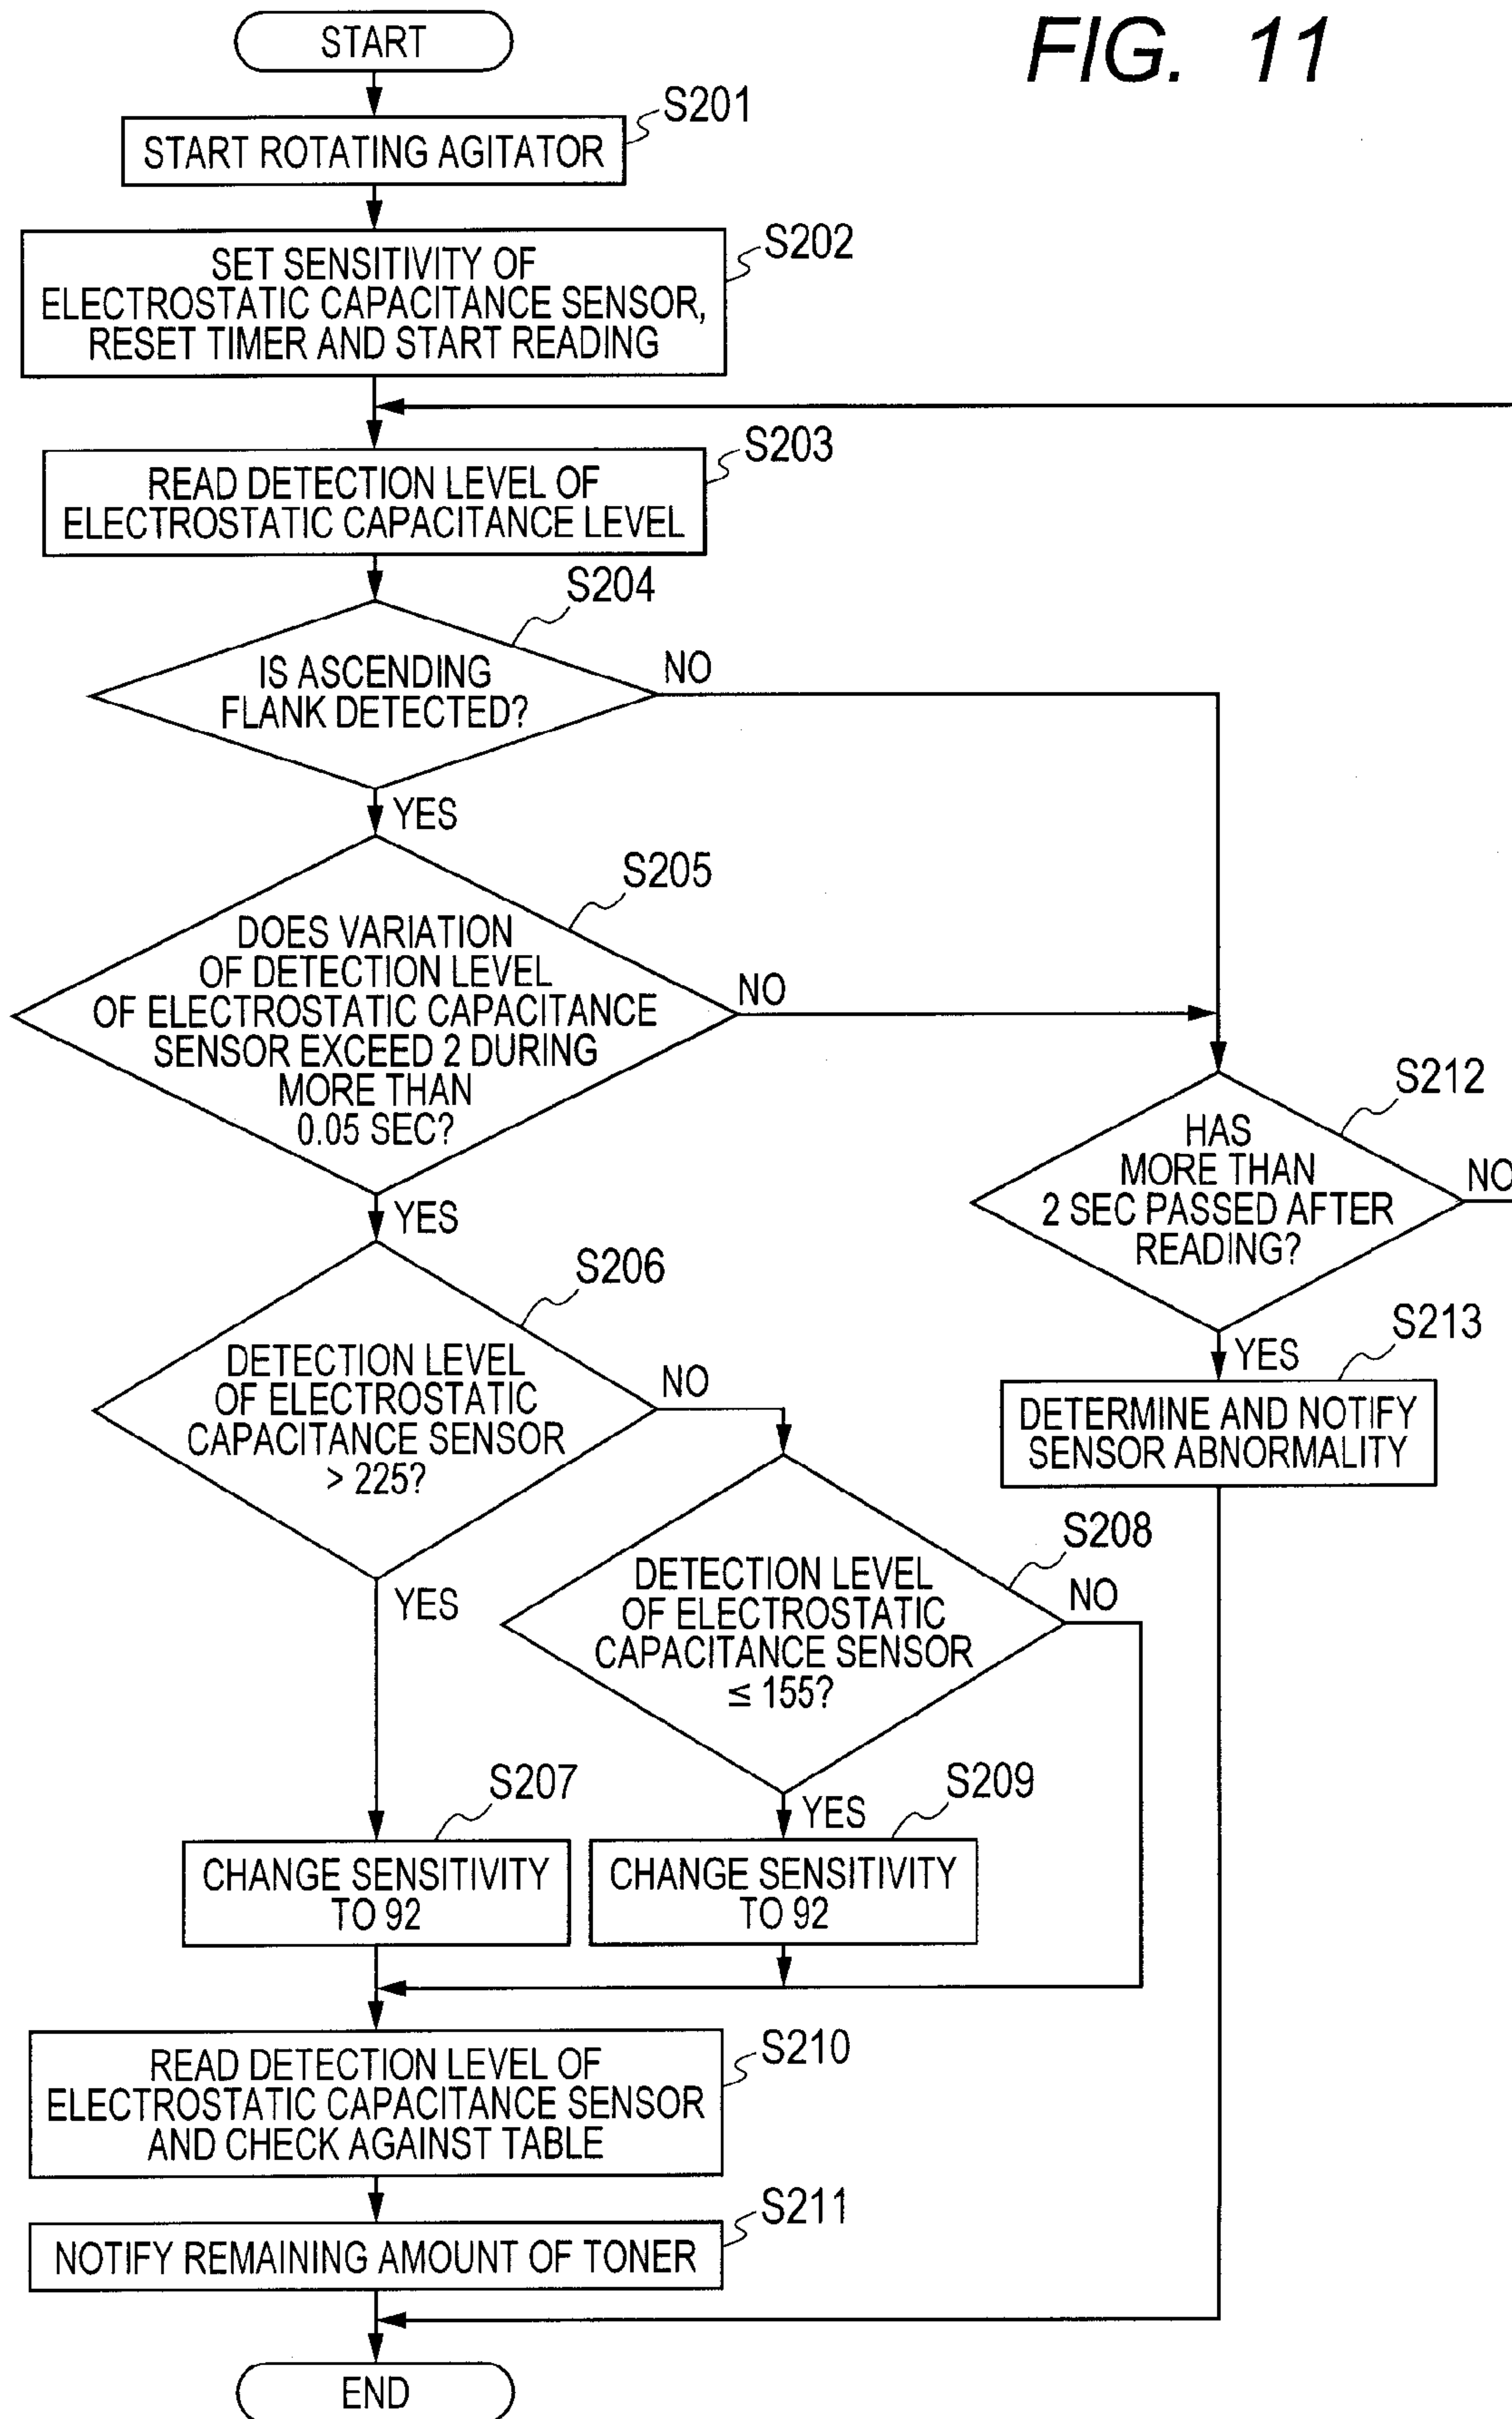 FIG. 11
START
S201
START ROTATING AGITATOR
S202
SET SENSITIVITY OF
ELECTROSTATIC CAPACITANCE SENSOR,
RESET TIMER AND START READING
S203
READ DETECTION LEVEL OF
ELECTROSTATIC CAPACITANCE LEVEL
S204
IS ASCENDING
FLANK DETECTED?
NO
YES
S205
DOES VARIATION
OF DETECTION LEVEL
OF ELECTROSTATIC CAPACITANCE
SENSOR EXCEED 2 DURING
MORE THAN
0.05 SEC?
NO
YES
S212
HAS
MORE THAN
2 SEC PASSED AFTER
READING?
NO
YES
S213
DETERMINE AND NOTIFY
SENSOR ABNORMALITY
S206
DETECTION LEVEL
OF ELECTROSTATIC
CAPACITANCE SENSOR
> 225?
NO
YES
S208
DETECTION LEVEL
OF ELECTROSTATIC
CAPACITANCE SENSOR
≤ 155?
NO
YES
S207
CHANGE SENSITIVITY
TO 92
S209
CHANGE SENSITIVITY
TO 92
S210
READ DETECTION LEVEL OF
ELECTROSTATIC CAPACITANCE SENSOR
AND CHECK AGAINST TABLE
S211
NOTIFY REMAINING AMOUNT OF TONER
END